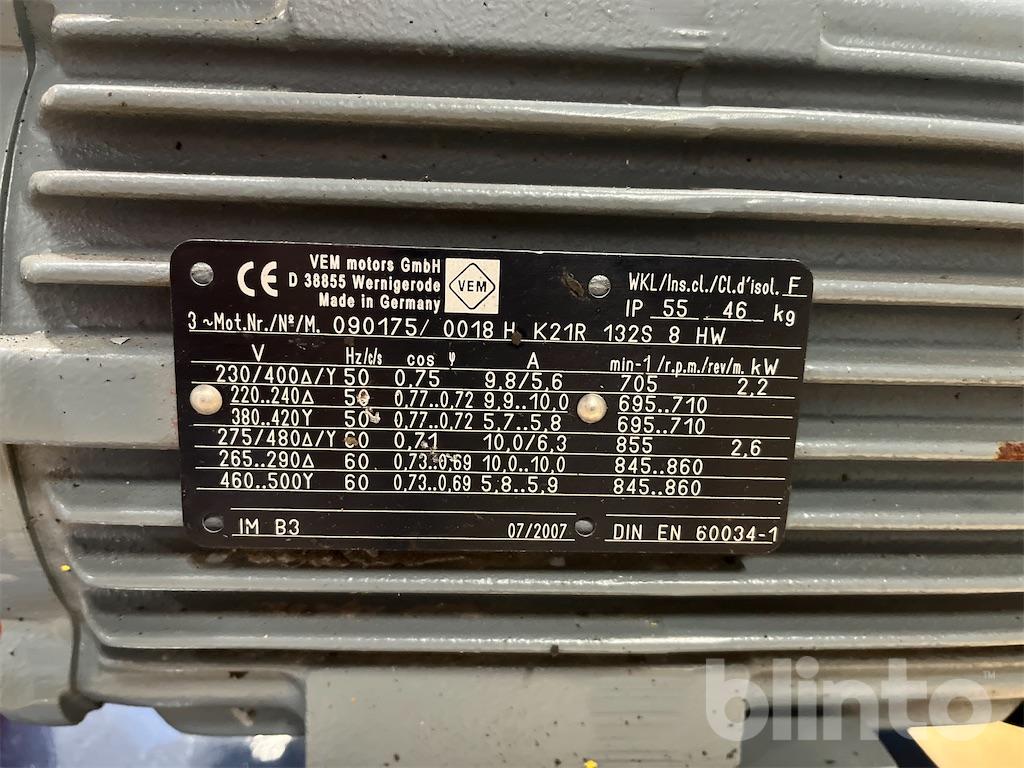 VEM motors GmbH
D 38855 Wernigerode
Made in Germany
CE
VEM
WKL/Ins.cl./Cl.d'isol. F
IP 55 46 kg
3~Mot.Nr./Nº/M. 090175/ 0018 H K21R 132S 8 HW
V Hz/c/s cos φ A min-1/r.p.m./rev/m. kW
230/400Δ/Y 50 0,75 9,8/5,6 705 2,2
220..240Δ 50 0,77..0,72 9,9..10,0 695..710
380..420Y 50 0,77..0,72 5,7..5,8 695..710
275/480Δ/Y 60 0,71 10,0/6,3 855 2,6
265..290Δ 60 0,73..0,69 10,0..10,0 845..860
460..500Y 60 0,73..0,69 5,8..5,9 845..860
IM B3 07/2007 DIN EN 60034-1
blinto™